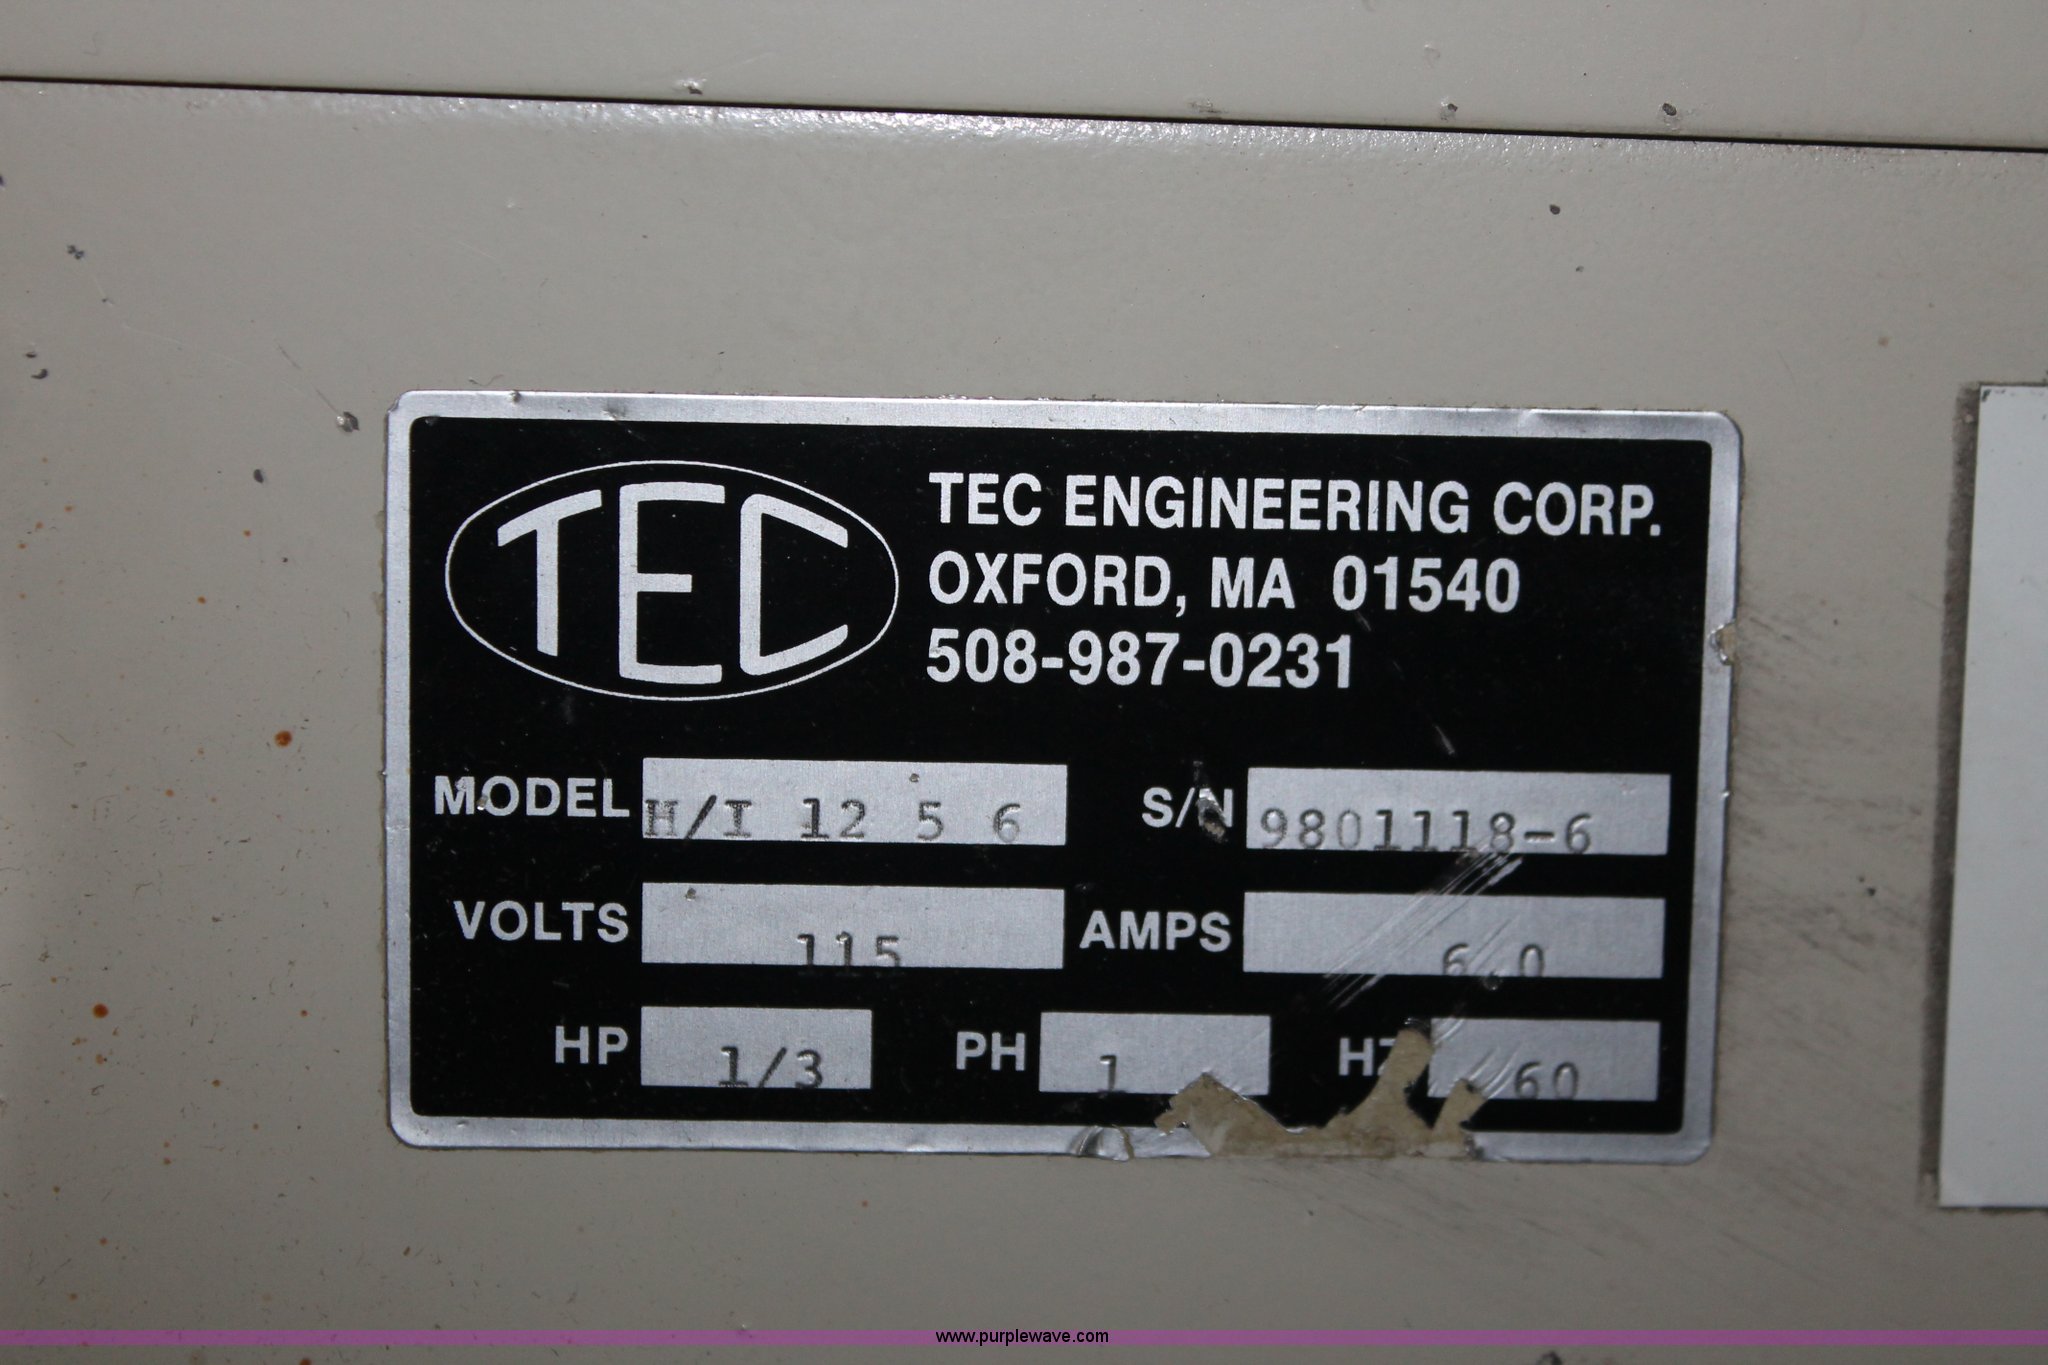 TEC
TEC ENGINEERING CORP.
OXFORD, MA 01540
508-987-0231
MODEL H/I 12 5 6 S/N 9801118-6
VOLTS 115 AMPS 6.0
HP 1/3 PH 1 HZ 60
www.purplewave.com